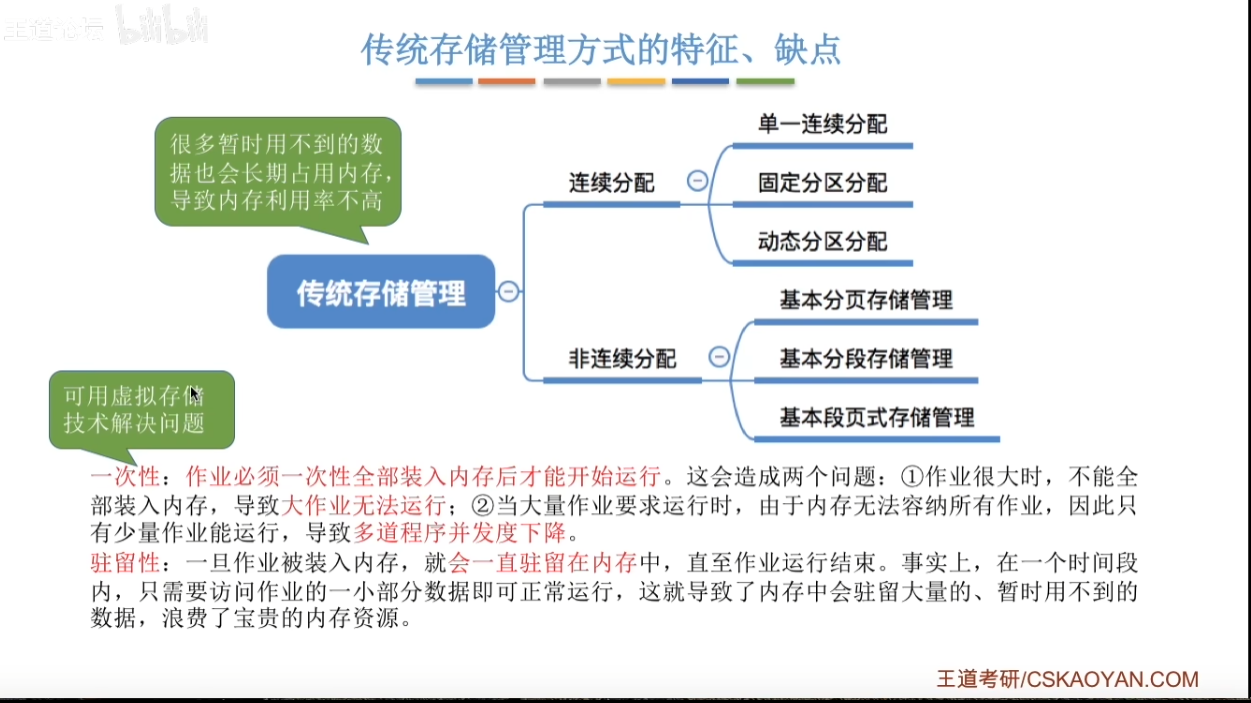 王道论坛 bilibili
传统存储管理方式的特征、缺点
很多暂时用不到的数
据也会长期占用内存，
导致内存利用率不高
传统存储管理
连续分配
单一连续分配
固定分区分配
动态分区分配
非连续分配
基本分页存储管理
基本分段存储管理
基本段页式存储管理
可用虚拟存储
技术解决问题
一次性：作业必须一次性全部装入内存后才能开始运行。这会造成两个问题：①作业很大时，不能全
部装入内存，导致大作业无法运行；②当大量作业要求运行时，由于内存无法容纳所有作业，因此只
有少量作业能运行，导致多道程序并发度下降。
驻留性：一旦作业被装入内存，就会一直驻留在内存中，直至作业运行结束。事实上，在一个时间段
内，只需要访问作业的一小部分数据即可正常运行，这就导致了内存中会驻留大量的、暂时用不到的
数据，浪费了宝贵的内存资源。
王道考研/CSKAOYAN.COM